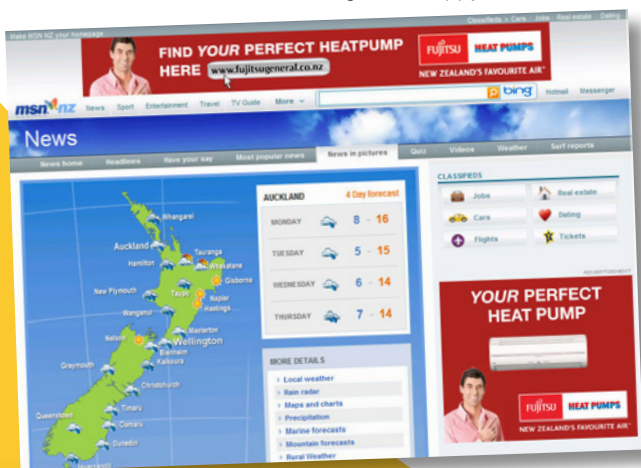 Make MSN NZ your homepage
Classifieds Cars Jobs Real estate Dating
FIND YOUR PERFECT HEATPUMP
HERE www.fujitsugeneral.co.nz
FUJITSU HEAT PUMPS
NEW ZEALAND'S FAVOURITE AIR
msn nz News Sport Entertainment Travel TV Guide More bing Hotmail Messenger
News
News home Headlines Have your say Most popular news News in pictures Quiz Videos Weather Surf reports
Whangarei
Auckland
Tauranga
Hamilton
Whakatane
Gisborne
New Plymouth
Taupo
Napier
Hastings
Wanganui
Masterton
Nelson
Wellington
Blenheim
Kaikoura
Greymouth
Christchurch
Timaru
Queenstown
Oamaru
Dunedin
AUCKLAND 4 Day forecast
MONDAY 8 - 16
TUESDAY 5 - 15
WEDNESDAY 6 - 14
THURSDAY 7 - 14
MORE DETAILS
› Local weather
› Rain radar
› Maps and charts
› Precipitation
› Marine forecasts
› Mountain forecasts
› Rural Weather
CLASSIFIEDS
Jobs Real estate
Cars Dating
Flights Tickets
ADVERTISEMENT
YOUR PERFECT
HEAT PUMP
FUJITSU HEAT PUMPS
NEW ZEALAND'S FAVOURITE AIR